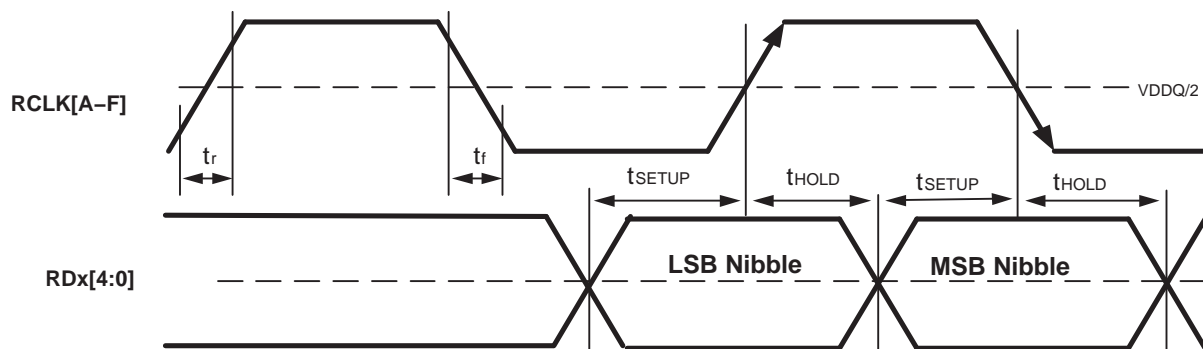 VDDQ/2
RCLK[A–F]
tr
tf
tSETUP
tHOLD
tSETUP
tHOLD
RDx[4:0]
LSB Nibble
MSB Nibble